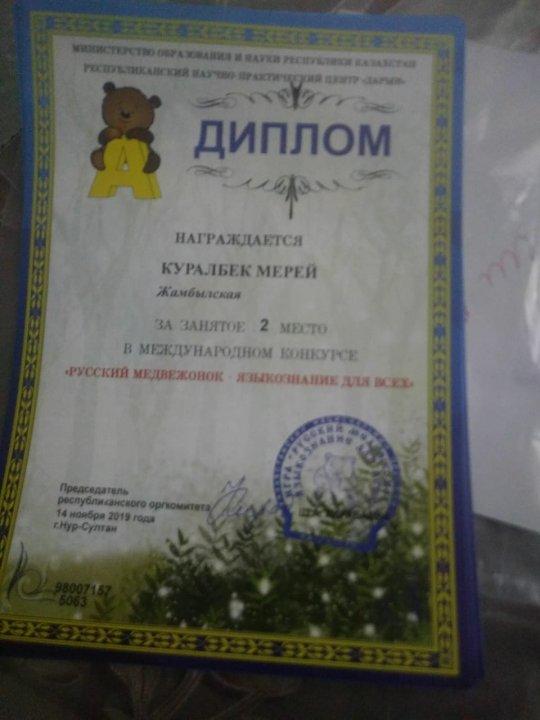 МИНИСТЕРСТВО ОБРАЗОВАНИЯ И НАУКИ РЕСПУБЛИКИ КАЗАХСТАН
РЕСПУБЛИКАНСКИЙ НАУЧНО-ПРАКТИЧЕСКИЙ ЦЕНТР «ДАРЫН»
А
ДИПЛОМ
НАГРАЖДАЕТСЯ
КУРАЛБЕК МЕРЕЙ
Жамбылская
ЗА ЗАНЯТОЕ 2 МЕСТО
В МЕЖДУНАРОДНОМ КОНКУРСЕ
«РУССКИЙ МЕДВЕЖОНОК - ЯЗЫКОЗНАНИЕ ДЛЯ ВСЕХ»
Председатель
республиканского оргкомитета
14 ноября 2019 года
г.Нур-Султан
98007157
5063